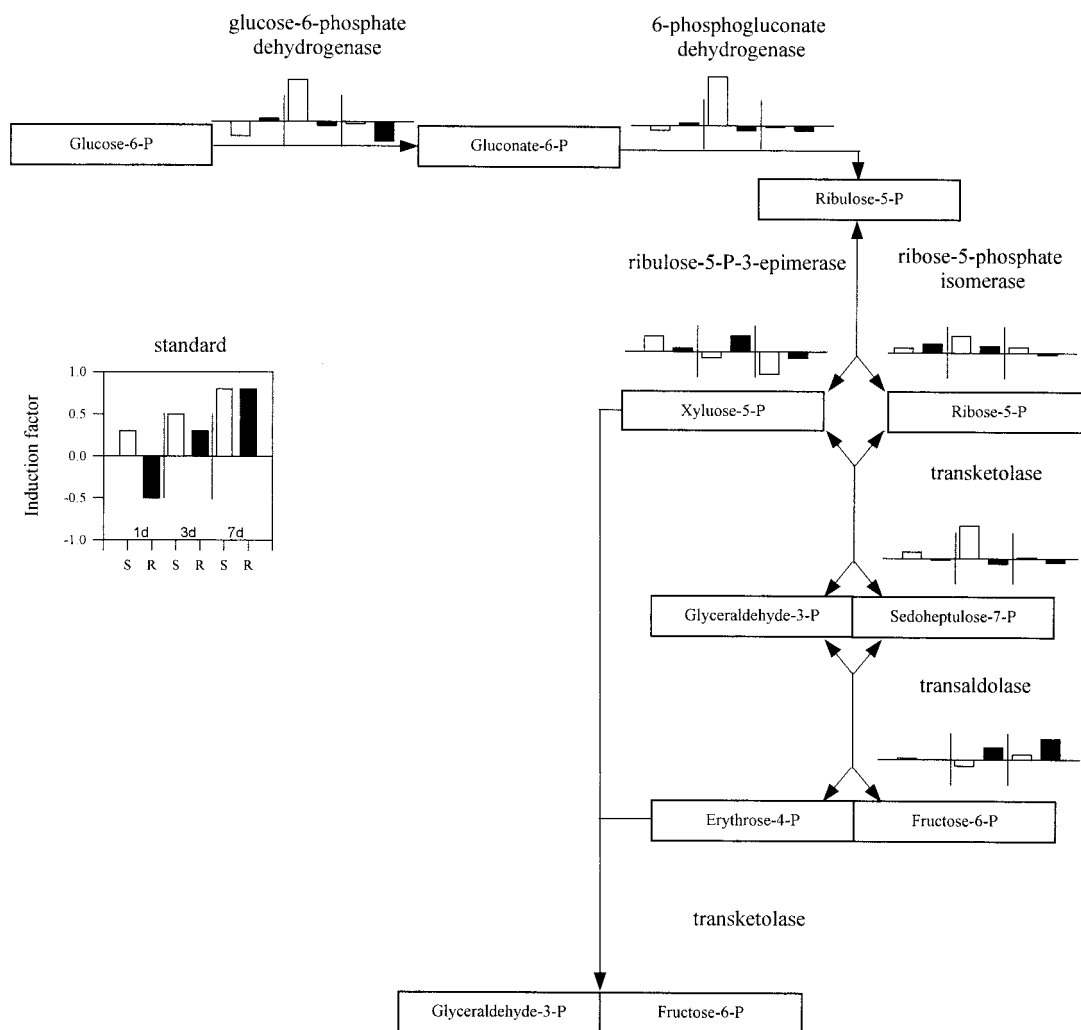 glucose-6-phosphate
dehydrogenase
6-phosphogluconate
dehydrogenase
Glucose-6-P
Gluconate-6-P
Ribulose-5-P
ribulose-5-P-3-epimerase
ribose-5-phosphate
isomerase
standard
1.0
0.5
0.0
-0.5
-1.0
Induction factor
1d 3d 7d
S R S R S R
Xyluose-5-P
Ribose-5-P
transketolase
Glyceraldehyde-3-P
Sedoheptulose-7-P
transaldolase
Erythrose-4-P
Fructose-6-P
transketolase
Glyceraldehyde-3-P
Fructose-6-P